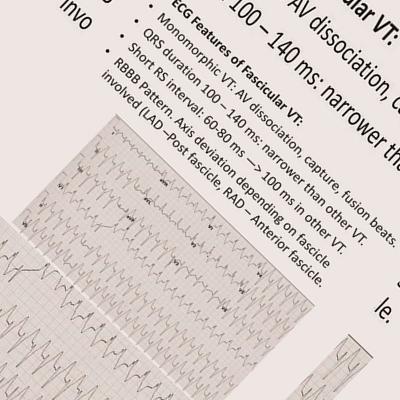 ular VT:
AV dissociation, c
100 – 140 ms: narrower tha
invo
le.
ECG Features of Fascicular VT:
• Monomorphic VT: AV dissociation, capture, fusion beats.
• QRS duration 100– 140 ms: narrower than other VT.
• Short RS interval: 60-80 ms —> 100 ms in other VT.
• RBBB Pattern. Axis deviation depending on fascicle
involved (LAD –Post fascicle, RAD – Anterior fascicle.